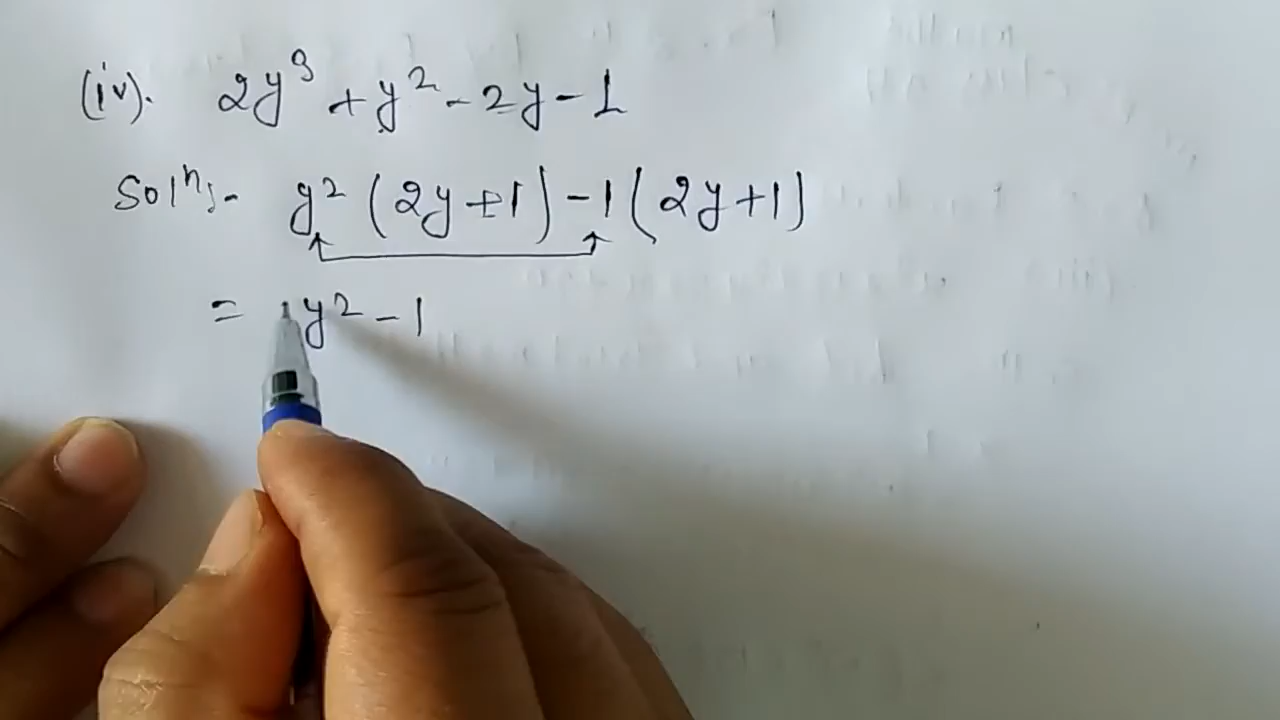 (iv). 2y³ + y² - 2y - 1
Solⁿ:- y² (2y+1) -1 (2y+1)
= y² - 1